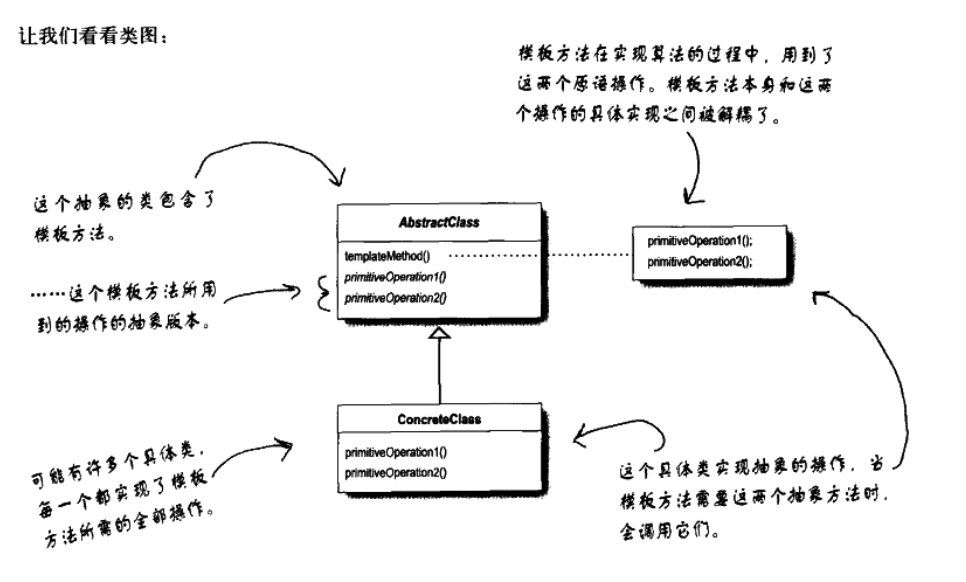 让我们看看类图：
模板方法在实现算法的过程中，用到了
这两个原语操作。模板方法本身和这两
个操作的具体实现之间被解耦了。
这个抽象的类包含了
模板方法。
AbstractClass
templateMethod()
primitiveOperation1()
primitiveOperation2()
primitiveOperation1();
primitiveOperation2();
……这个模板方法所用
到的操作的抽象版本。
ConcreteClass
primitiveOperation1()
primitiveOperation2()
可能有许多个具体类，
每一个都实现了模板
方法所需的全部操作。
这个具体类实现抽象的操作，当
模板方法需要这两个抽象方法时，
会调用它们。